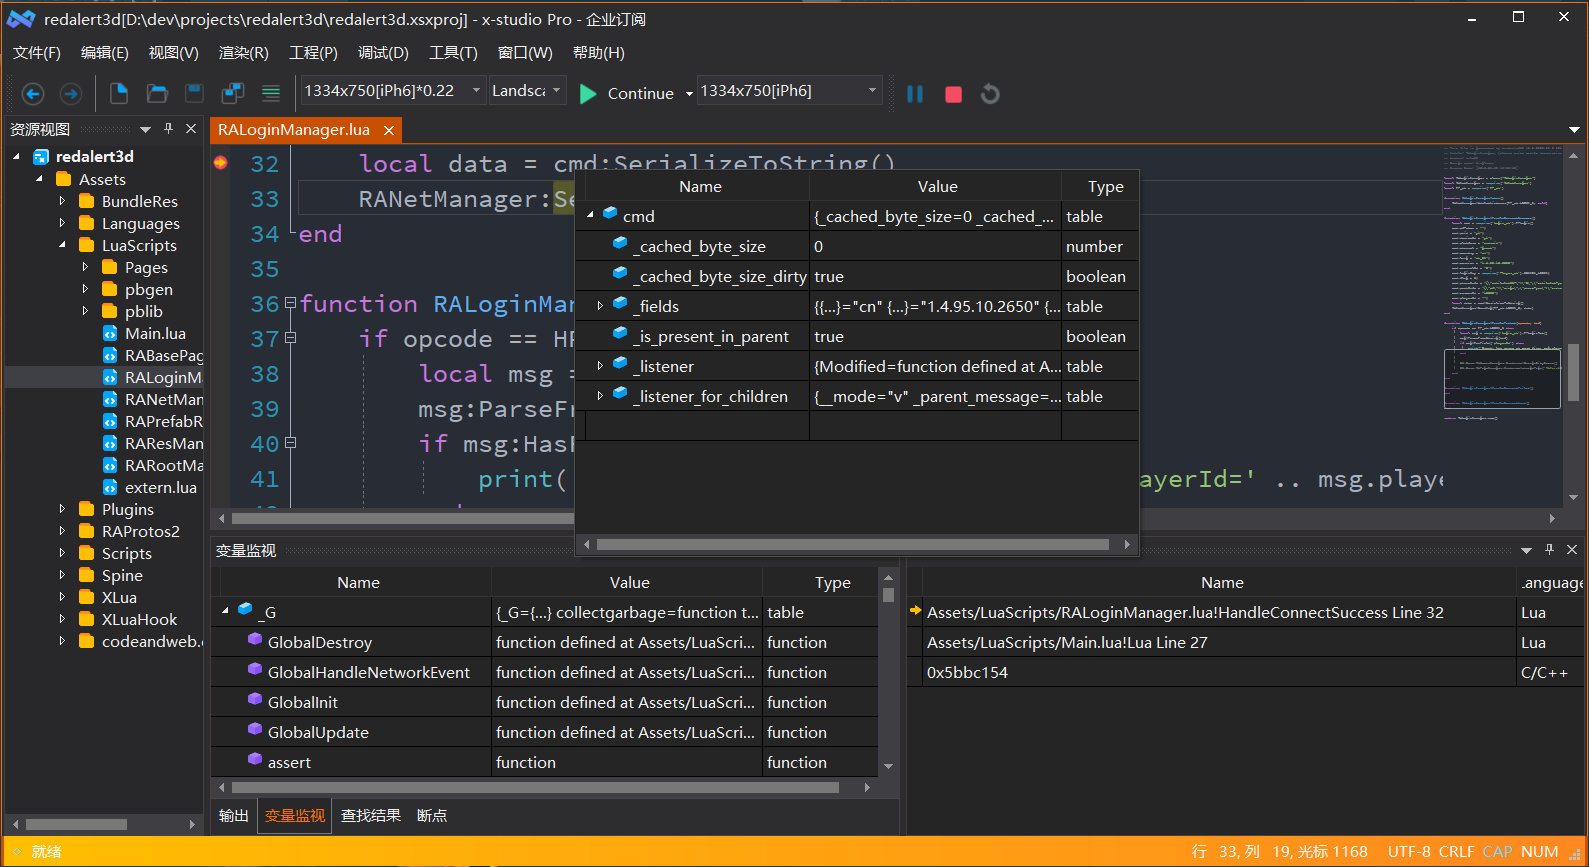 redalert3d[D:\dev\projects\redalert3d\redalert3d.xsxproj] - x-studio Pro - 企业订阅
文件(F) 编辑(E) 视图(V) 渲染(R) 工程(P) 调试(D) 工具(T) 窗口(W) 帮助(H)
1334x750[iPh6]*0.22 Landsca Continue 1334x750[iPh6]
资源视图
redalert3d
Assets
BundleRes
Languages
LuaScripts
Pages
pbgen
pblib
Main.lua
RABasePag
RALoginMa
RANetMan
RAPrefabR
RAResMan
RARootMa
extern.lua
Plugins
RAProtos2
Scripts
Spine
XLua
XLuaHook
codeandweb.
RALoginManager.lua
32 local data = cmd:SerializeToString()
33 RANetManager:Se
34 end
35
36 function RALoginMan
37 if opcode == HP
38 local msg =
39 msg:ParseFr
40 if msg:HasF
41 print( ayerId=' .. msg.playe
Name Value Type
cmd {_cached_byte_size=0 _cached_... table
_cached_byte_size 0 number
_cached_byte_size_dirty true boolean
_fields {{...}="cn" {...}="1.4.95.10.2650" {... table
_is_present_in_parent true boolean
_listener {Modified=function defined at A... table
_listener_for_children {__mode="v" _parent_message=... table
变量监视
Name Value Type
_G {_G={...} collectgarbage=function t... table
GlobalDestroy function defined at Assets/LuaScri... function
GlobalHandleNetworkEvent function defined at Assets/LuaScri... function
GlobalInit function defined at Assets/LuaScri... function
GlobalUpdate function defined at Assets/LuaScri... function
assert function function
输出 变量监视 查找结果 断点
Name Language
Assets/LuaScripts/RALoginManager.lua!HandleConnectSuccess Line 32 Lua
Assets/LuaScripts/Main.lua!Lua Line 27 Lua
0x5bbc154 C/C++
就绪
行 33, 列 19, 光标 1168 UTF-8 CRLF CAP NUM